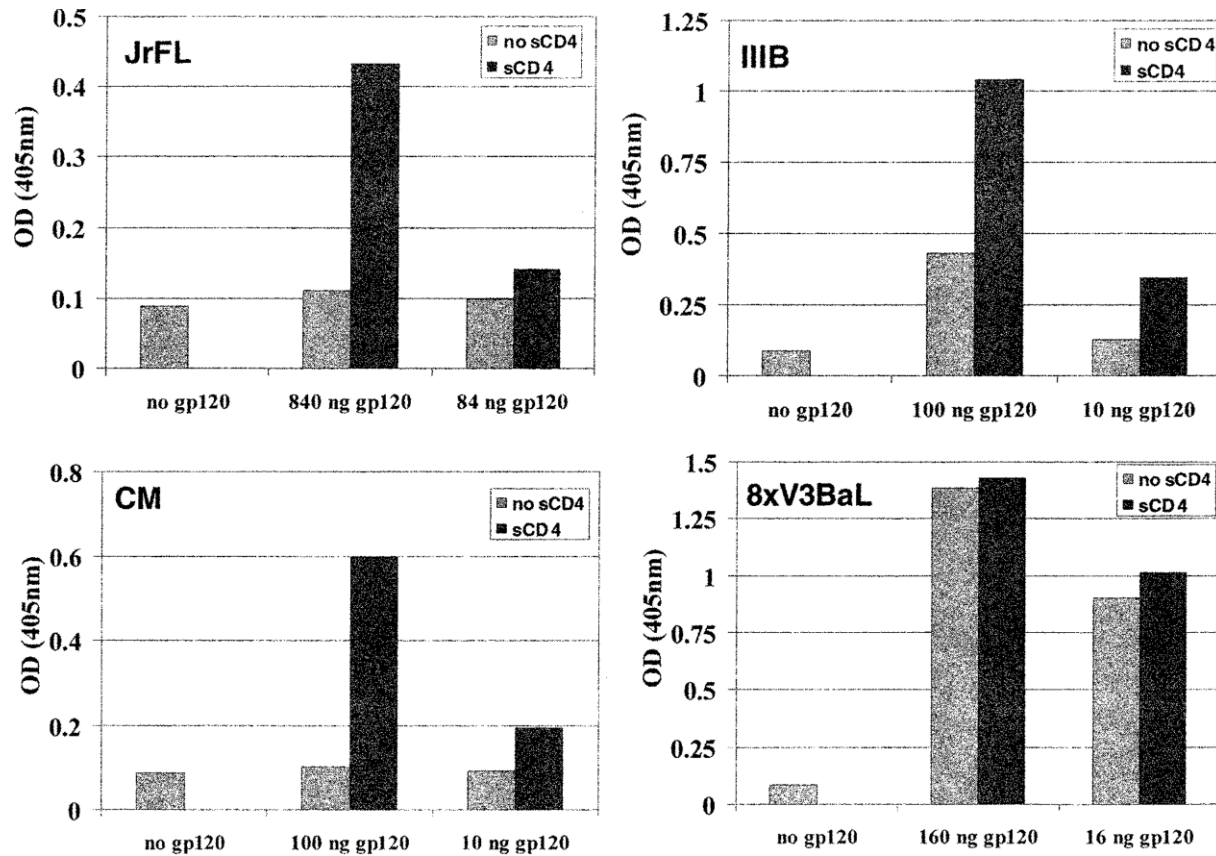 JrFL
no sCD4
sCD4
OD (405nm)
0.5
0.4
0.3
0.2
0.1
0
no gp120 840 ng gp120 84 ng gp120
IIIB
no sCD4
sCD4
OD (405nm)
1.25
1
0.75
0.5
0.25
0
no gp120 100 ng gp120 10 ng gp120
CM
no sCD4
sCD4
OD (405nm)
0.8
0.6
0.4
0.2
0
no gp120 100 ng gp120 10 ng gp120
8xV3BaL
no sCD4
sCD4
OD (405nm)
1.5
1.25
1
0.75
0.5
0.25
0
no gp120 160 ng gp120 16 ng gp120